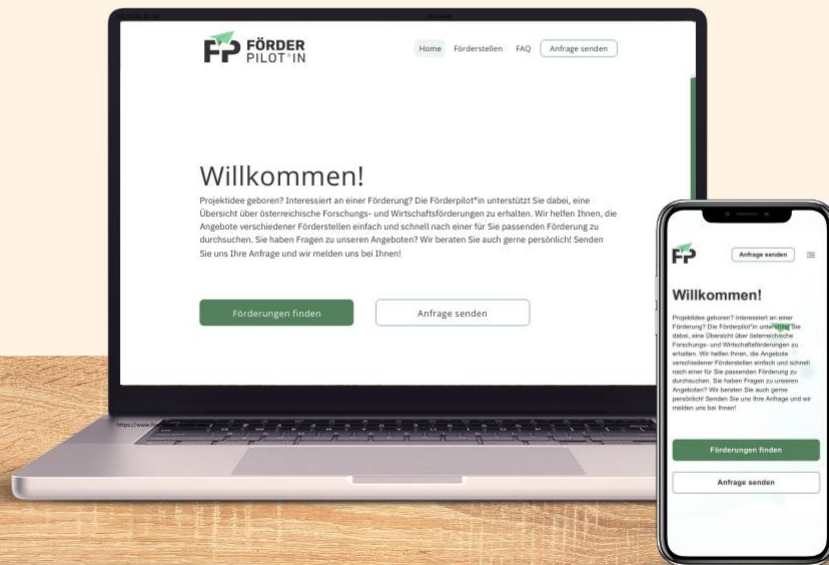 FP FÖRDER
PILOT*IN
Home Förderstellen FAQ Anfrage senden
Willkommen!
Projektidee geboren? Interessiert an einer Förderung? Die Förderpilot*in unterstützt Sie dabei, eine
Übersicht über österreichische Forschungs- und Wirtschaftsförderungen zu erhalten. Wir helfen Ihnen, die
Angebote verschiedener Förderstellen einfach und schnell nach einer für Sie passenden Förderung zu
durchsuchen. Sie haben Fragen zu unseren Angeboten? Wir beraten Sie auch gerne persönlich! Senden
Sie uns Ihre Anfrage und wir melden uns bei Ihnen!
Förderungen finden Anfrage senden
FP Anfrage senden
Willkommen!
Projektidee geboren? Interessiert an einer
Förderung? Die Förderpilot*in unterstützt Sie
dabei, eine Übersicht über österreichische
Forschungs- und Wirtschaftsförderungen zu
erhalten. Wir helfen Ihnen, die Angebote
verschiedener Förderstellen einfach und schnell
nach einer für Sie passenden Förderung zu
durchsuchen. Sie haben Fragen zu unseren
Angeboten? Wir beraten Sie auch gerne
persönlich! Senden Sie uns Ihre Anfrage und wir
melden uns bei Ihnen!
Förderungen finden
Anfrage senden